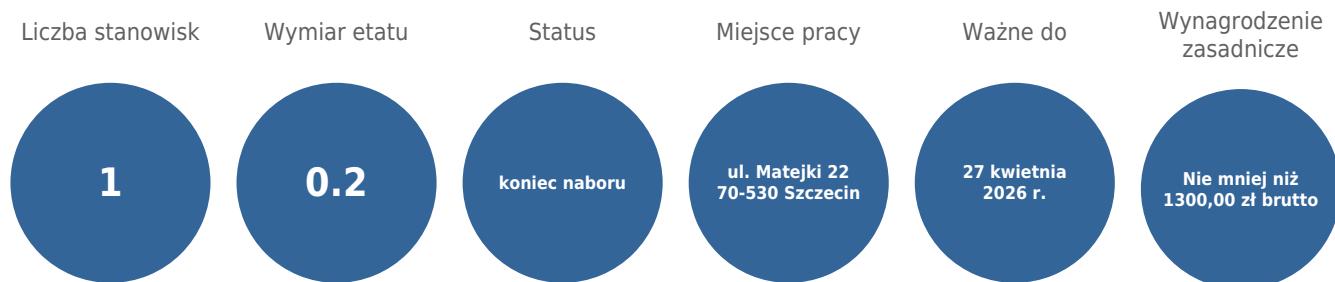 Liczba stanowisk
1
Wymiar etatu
0.2
Status
koniec naboru
Miejsce pracy
ul. Matejki 22
70-530 Szczecin
Ważne do
27 kwietnia
2026 r.
Wynagrodzenie
zasadnicze
Nie mniej niż
1300,00 zł brutto